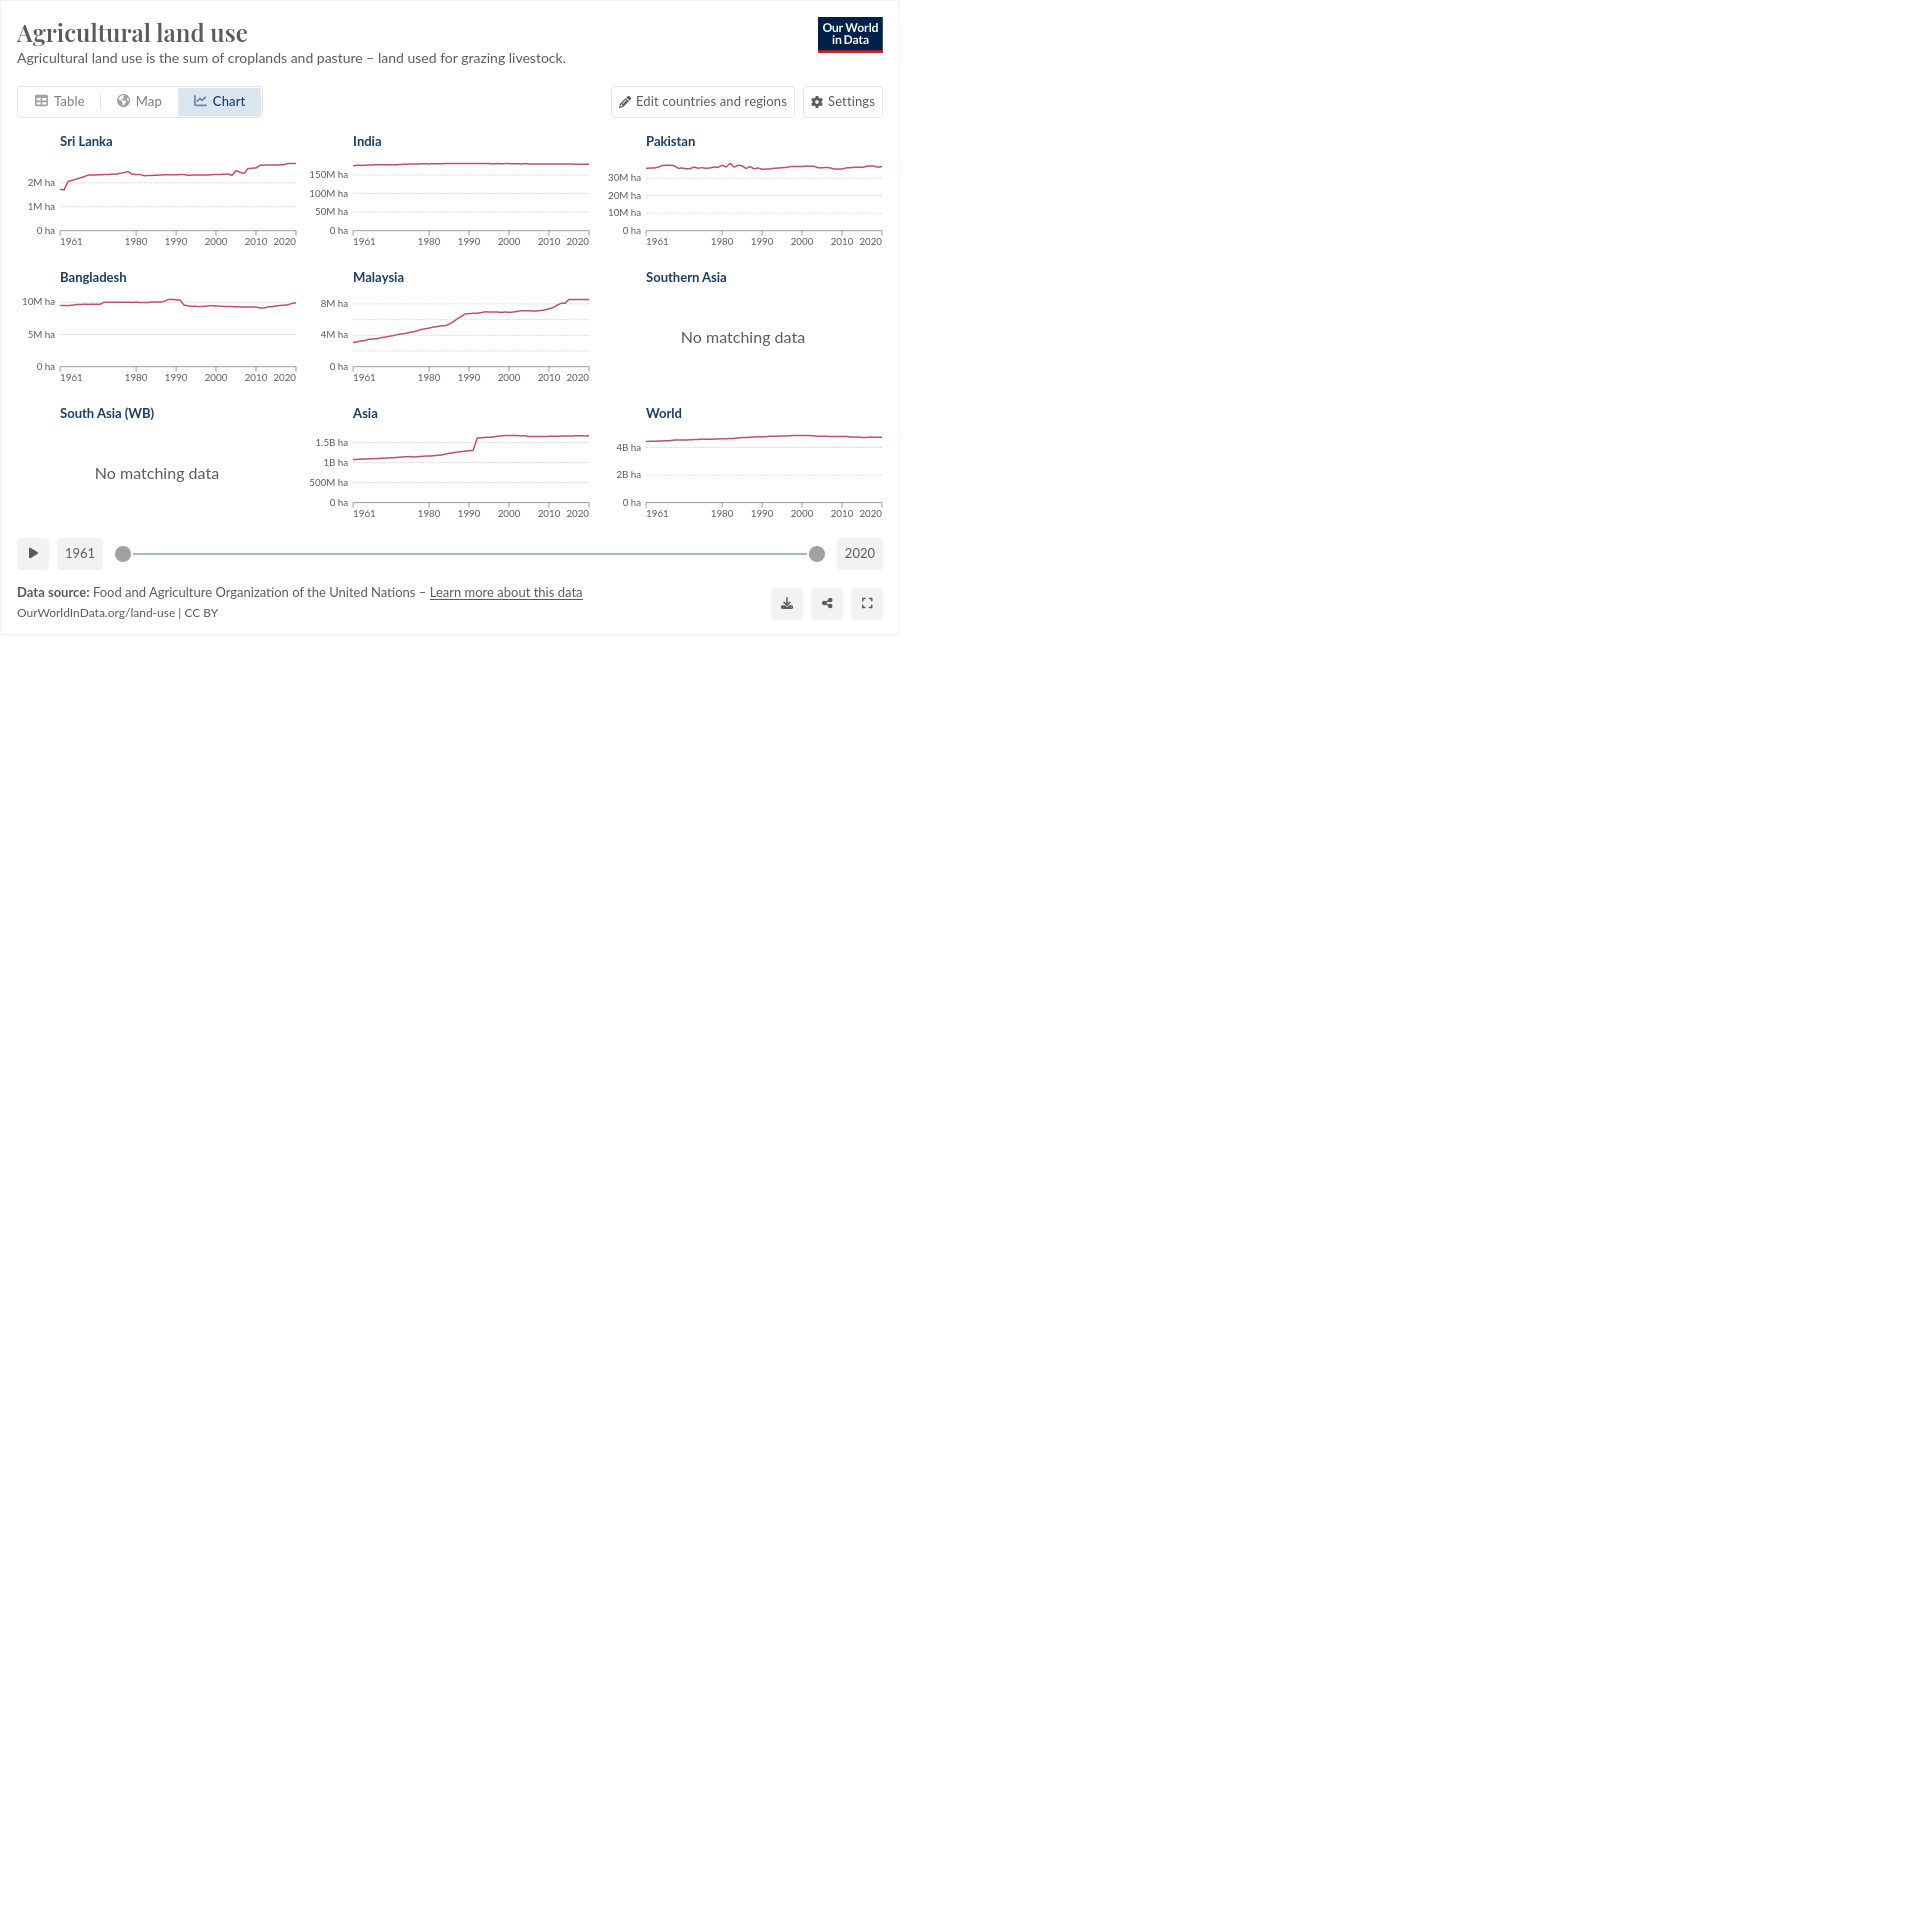 Agricultural land use
Agricultural land use is the sum of croplands and pasture – land used for grazing livestock.
Our World
in Data
Table Map Chart
Edit countries and regions Settings
Sri Lanka
2M ha
1M ha
0 ha
1961 1980 1990 2000 2010 2020
India
150M ha
100M ha
50M ha
0 ha
1961 1980 1990 2000 2010 2020
Pakistan
30M ha
20M ha
10M ha
0 ha
1961 1980 1990 2000 2010 2020
Bangladesh
10M ha
5M ha
0 ha
1961 1980 1990 2000 2010 2020
Malaysia
8M ha
4M ha
0 ha
1961 1980 1990 2000 2010 2020
Southern Asia
No matching data
South Asia (WB)
No matching data
Asia
1.5B ha
1B ha
500M ha
0 ha
1961 1980 1990 2000 2010 2020
World
4B ha
2B ha
0 ha
1961 1980 1990 2000 2010 2020
1961 2020
Data source: Food and Agriculture Organization of the United Nations – Learn more about this data
OurWorldInData.org/land-use | CC BY